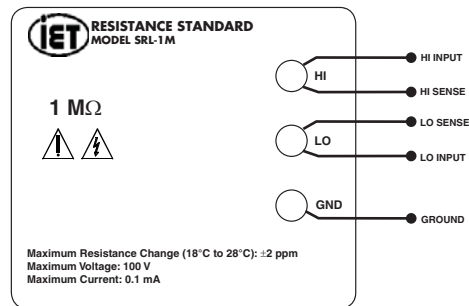 iET
RESISTANCE STANDARD
MODEL SRL-1M
1 MΩ
HI
LO
GND
HI INPUT
HI SENSE
LO SENSE
LO INPUT
GROUND
Maximum Resistance Change (18°C to 28°C): ±2 ppm
Maximum Voltage: 100 V
Maximum Current: 0.1 mA